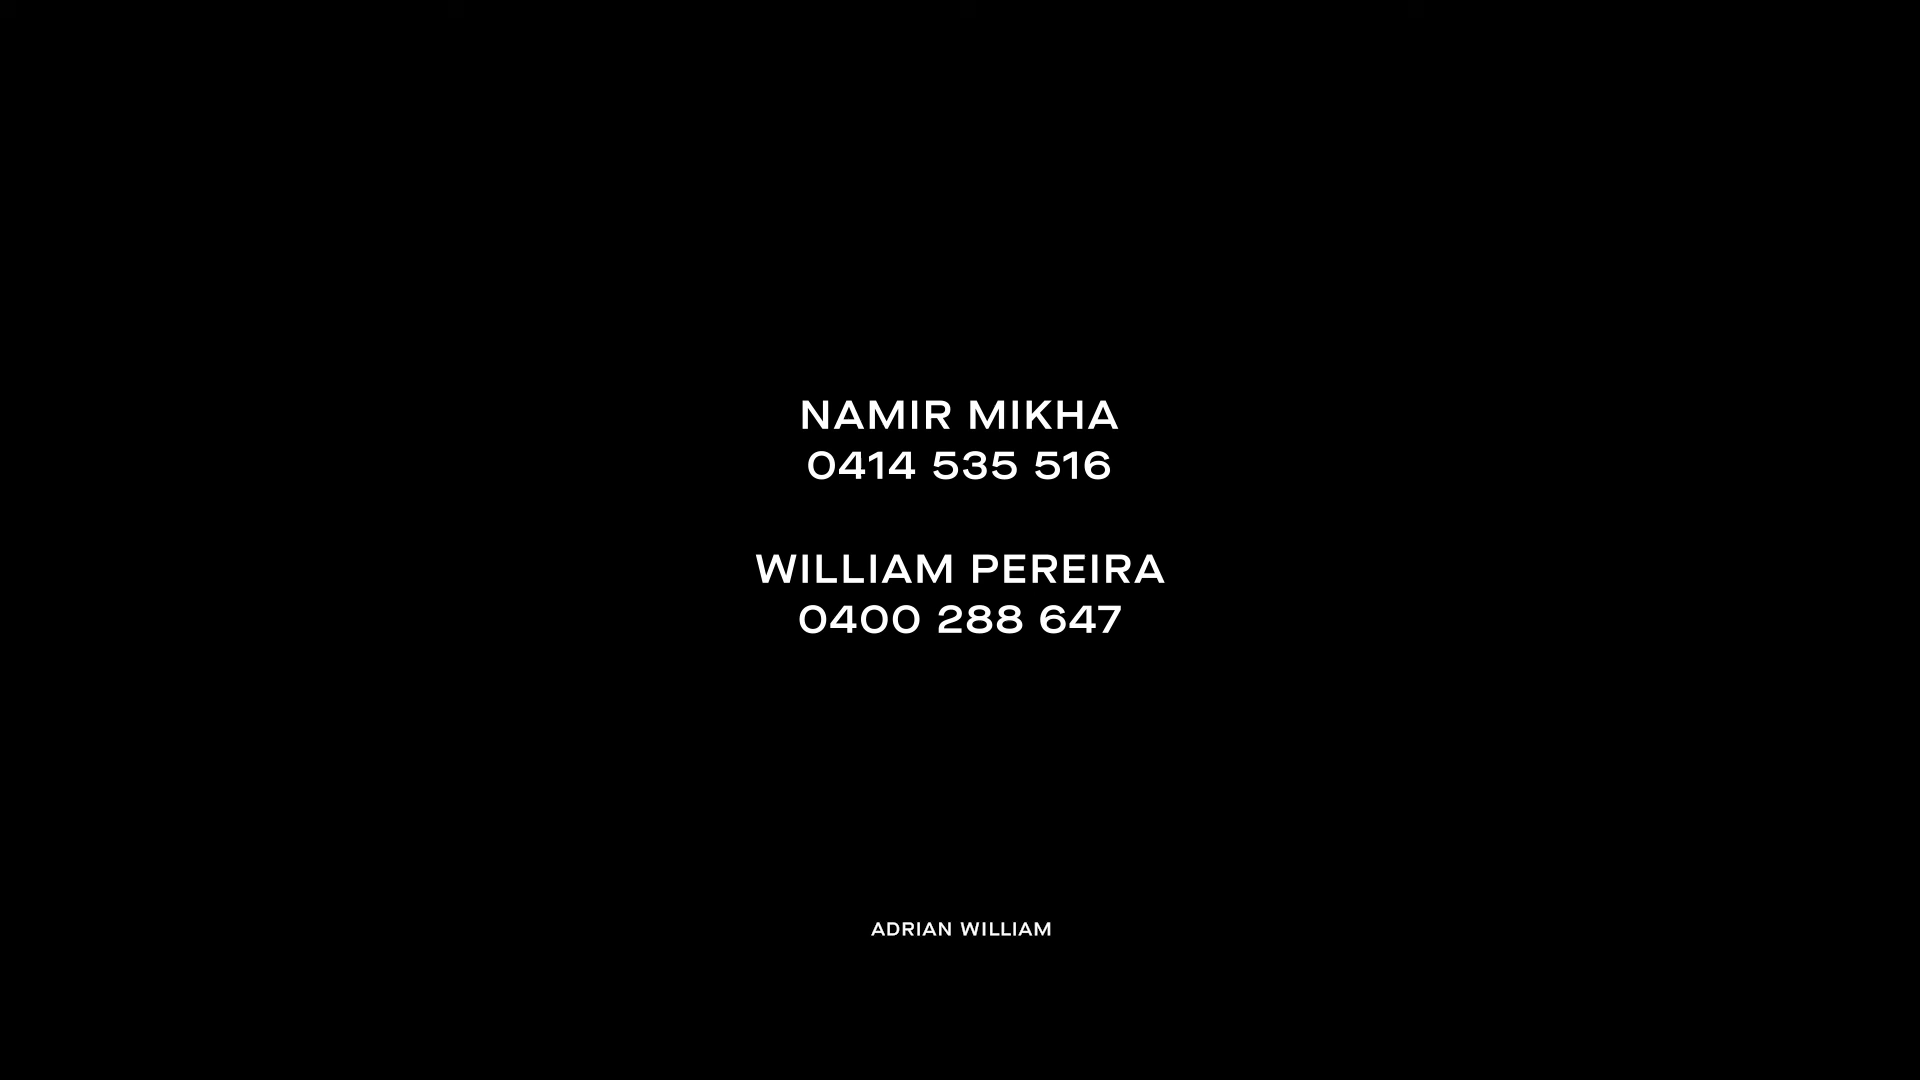 NAMIR MIKHA
0414 535 516
WILLIAM PEREIRA
0400 288 647
ADRIAN WILLIAM